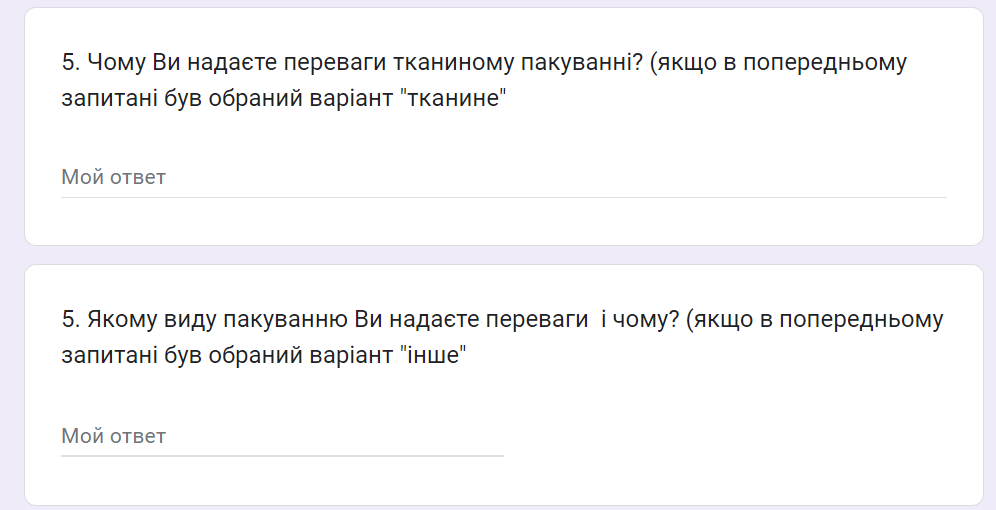 5. Чому Ви надаєте переваги тканиному пакуванні? (якщо в попередньому
запитані був обраний варіант "тканине"
Мой ответ
5. Якому виду пакуванню Ви надаєте переваги  і чому? (якщо в попередньому
запитані був обраний варіант "інше"
Мой ответ